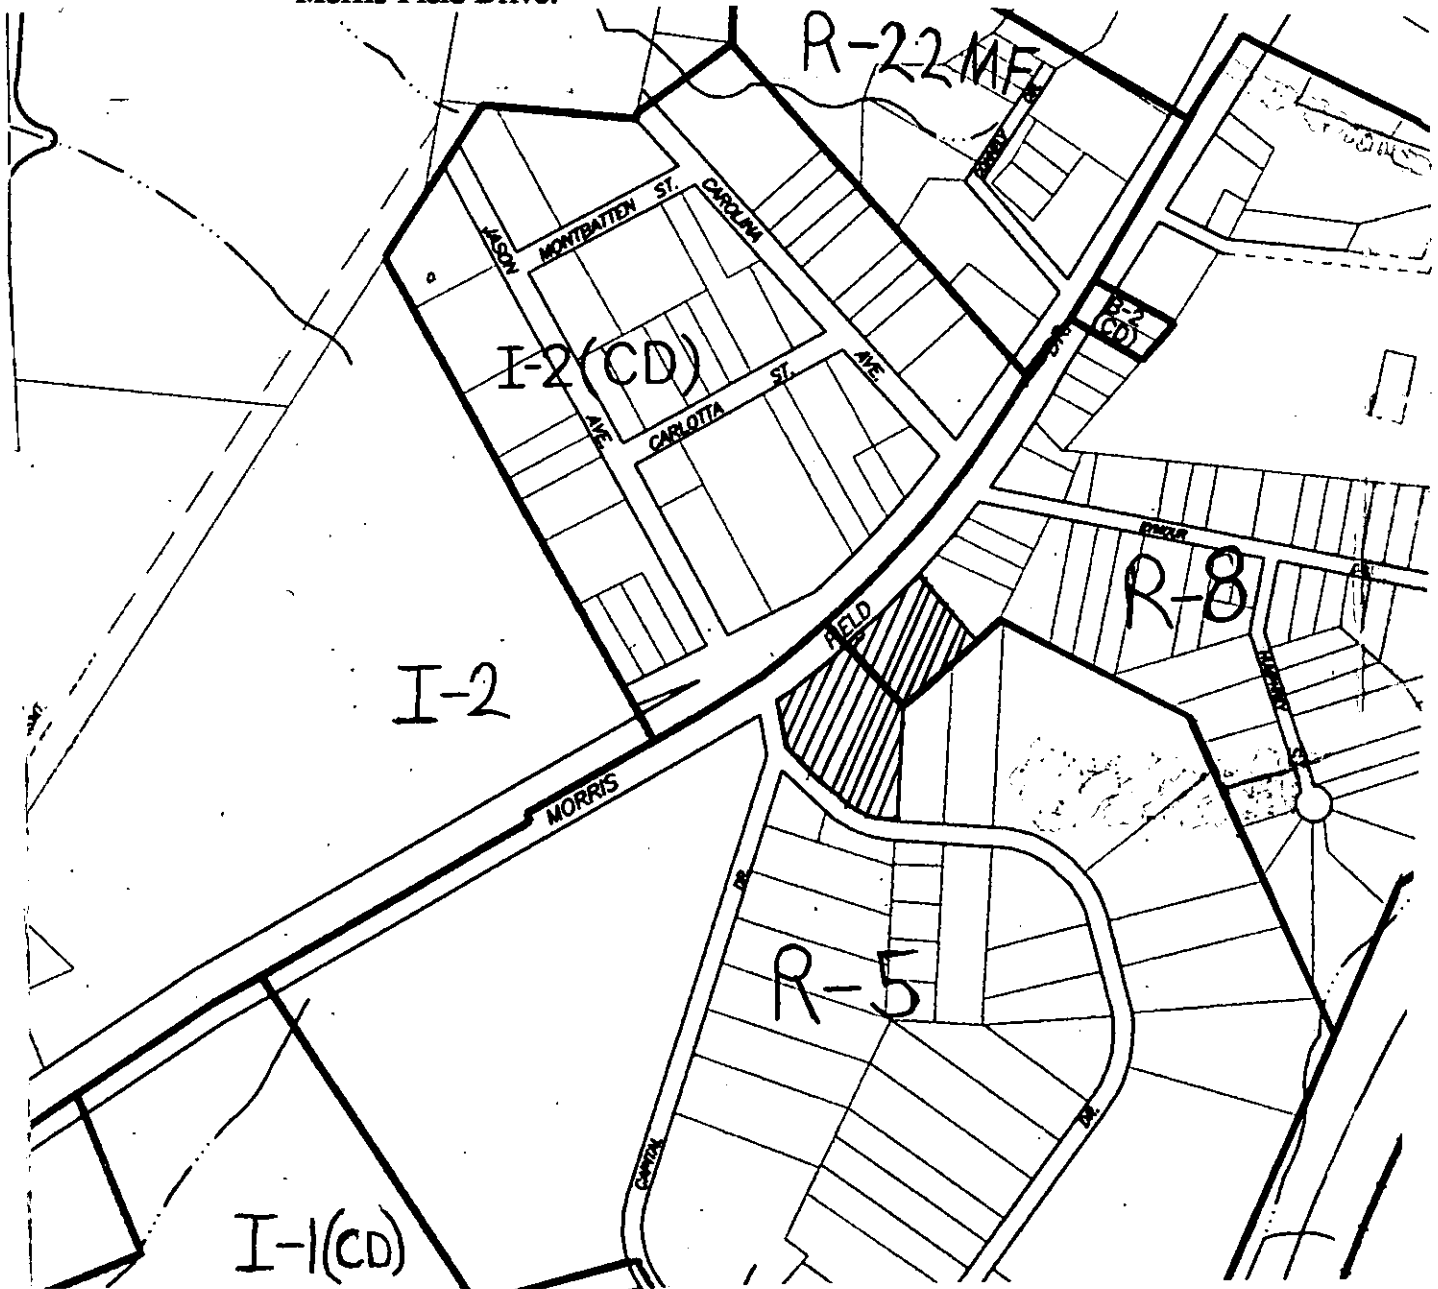 Morris Field Drive.
R-22MF
MONTBATTEN ST.
CAROLINA
AVE.
JASON
AVE.
B-2
(CD)
DR.
I-2(CD)
CARLOTTA ST.
R-8
FIELD
I-2
MORRIS
DR.
R-5
DR.
CAPITAL
I-1(CD)